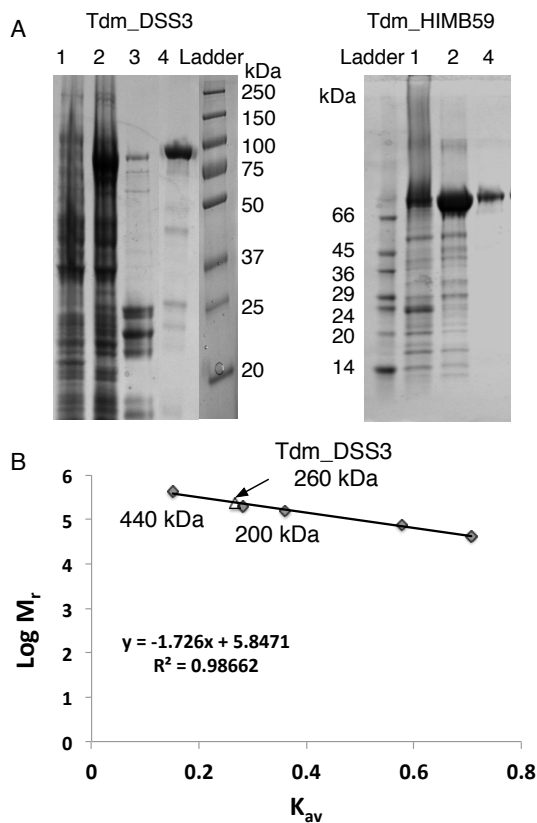 A
Tdm_DSS3
Tdm_HIMB59
1 2 3 4 Ladder
kDa
250
150
100
75
50
37
25
20
Ladder 1 2 4
kDa
66
45
36
29
24
20
14
B
Tdm_DSS3
260 kDa
440 kDa
200 kDa
y = -1.726x + 5.8471
R² = 0.98662
Log Mr
6
5
4
3
2
1
0
0 0.2 0.4 0.6 0.8
Kav